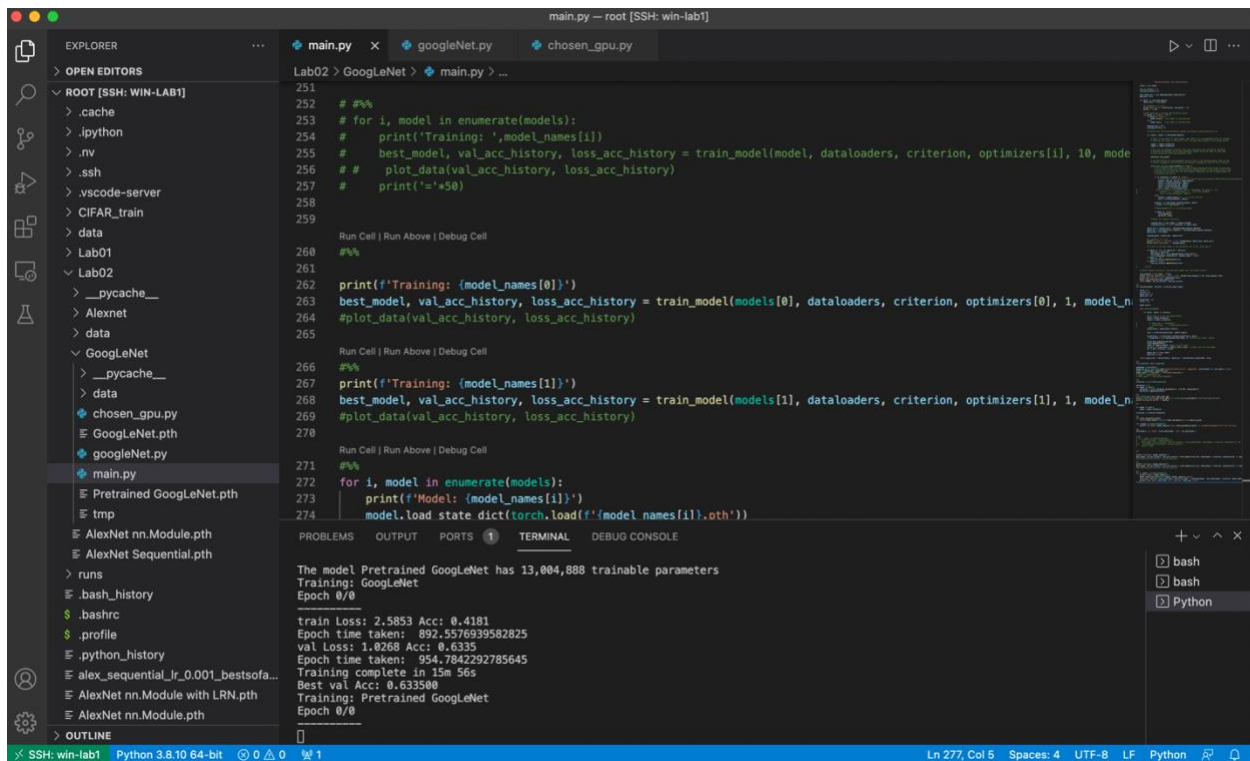 main.py — root [SSH: win-lab1]
EXPLORER
OPEN EDITORS
ROOT [SSH: WIN-LAB1]
.cache
.ipython
.nv
.ssh
.vscode-server
CIFAR_train
data
Lab01
Lab02
__pycache__
Alexnet
data
GoogLeNet
__pycache__
data
chosen_gpu.py
GoogLeNet.pth
googleNet.py
main.py
Pretrained GoogLeNet.pth
tmp
AlexNet nn.Module.pth
AlexNet Sequential.pth
runs
.bash_history
.bashrc
.profile
.python_history
alex_sequential_lr_0.001_bestsofa...
AlexNet nn.Module with LRN.pth
AlexNet nn.Module.pth
OUTLINE
main.py googleNet.py chosen_gpu.py
Lab02 > GoogLeNet > main.py > ...
251
252 # #%%
253 # for i, model in enumerate(models):
254 #     print('Training: ',model_names[i])
255 #     best_model, val_acc_history, loss_acc_history = train_model(model, dataloaders, criterion, optimizers[i], 10, mode
256 # #     plot_data(val_acc_history, loss_acc_history)
257 #     print('='*50)
258
259
Run Cell | Run Above | Debug Cell
260 #%%
261
262 print(f'Training: {model_names[0]}')
263 best_model, val_acc_history, loss_acc_history = train_model(models[0], dataloaders, criterion, optimizers[0], 1, model_n
264 #plot_data(val_acc_history, loss_acc_history)
265
Run Cell | Run Above | Debug Cell
266 #%%
267 print(f'Training: {model_names[1]}')
268 best_model, val_acc_history, loss_acc_history = train_model(models[1], dataloaders, criterion, optimizers[1], 1, model_n
269 #plot_data(val_acc_history, loss_acc_history)
270
Run Cell | Run Above | Debug Cell
271 #%%
272 for i, model in enumerate(models):
273     print(f'Model: {model_names[i]}')
274     model.load_state_dict(torch.load(f'{model_names[i]}.pth'))
PROBLEMS OUTPUT PORTS 1 TERMINAL DEBUG CONSOLE
The model Pretrained GoogLeNet has 13,004,888 trainable parameters
Training: GoogLeNet
Epoch 0/0
----------
train Loss: 2.5853 Acc: 0.4181
Epoch time taken:  892.5576939582825
val Loss: 1.0268 Acc: 0.6335
Epoch time taken:  954.7842292785645
Training complete in 15m 56s
Best val Acc: 0.633500
Training: Pretrained GoogLeNet
Epoch 0/0
----------
bash
bash
Python
SSH: win-lab1 Python 3.8.10 64-bit 0 0 1 Ln 277, Col 5 Spaces: 4 UTF-8 LF Python